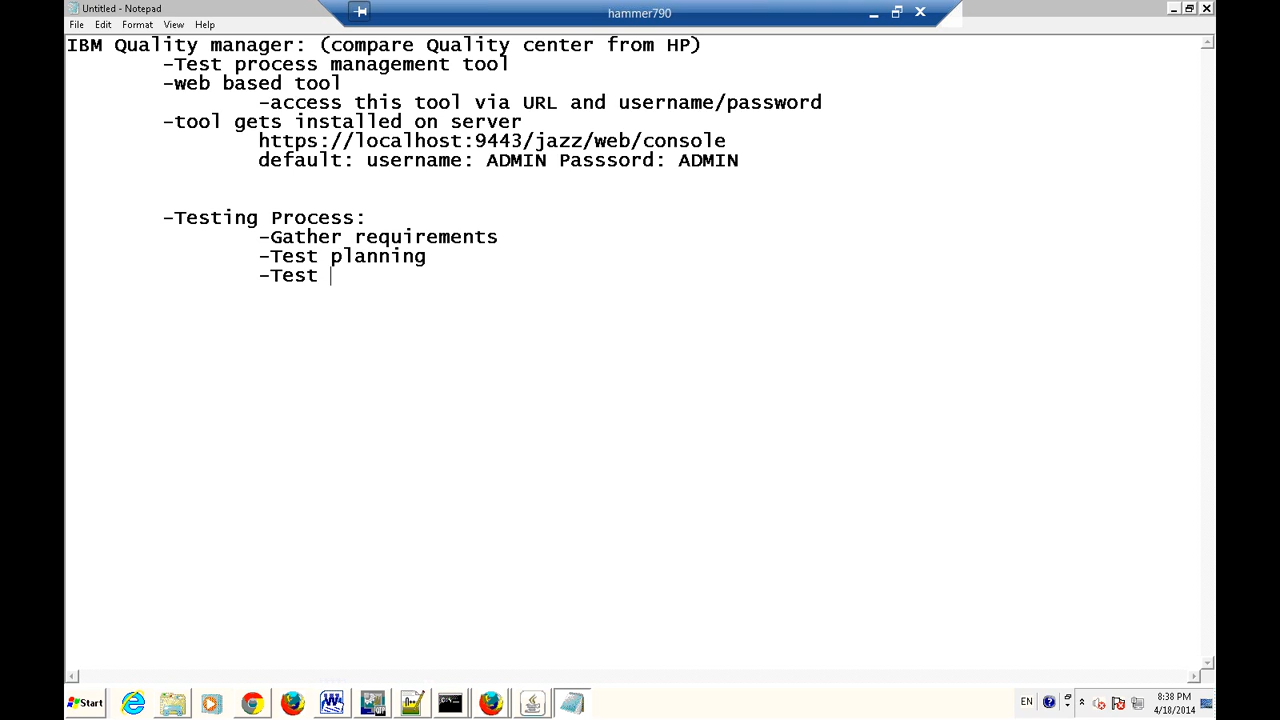 Untitled - Notepad
hammer790
File Edit Format View Help
IBM Quality manager: (compare Quality center from HP)
-Test process management tool
-web based tool
-access this tool via URL and username/password
-tool gets installed on server
https://localhost:9443/jazz/web/console
default: username: ADMIN Passsord: ADMIN
-Testing Process:
-Gather requirements
-Test planning
-Test
Start
EN
8:38 PM
4/18/2014